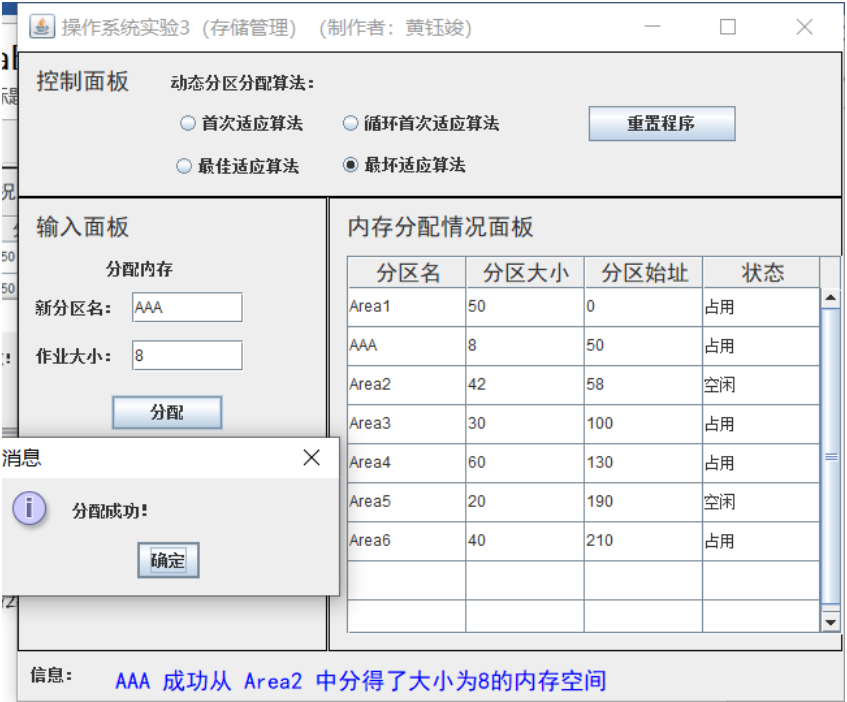 操作系统实验3（存储管理）（制作者：黄钰竣）
控制面板
动态分区分配算法：
首次适应算法
循环首次适应算法
重置程序
最佳适应算法
最坏适应算法
输入面板
分配内存
新分区名： AAA
作业大小： 8
分配
消息
分配成功！
确定
内存分配情况面板
分区名 分区大小 分区始址 状态
Area1 50 0 占用
AAA 8 50 占用
Area2 42 58 空闲
Area3 30 100 占用
Area4 60 130 占用
Area5 20 190 空闲
Area6 40 210 占用
信息： AAA 成功从 Area2 中分得了大小为8的内存空间
况
50
50